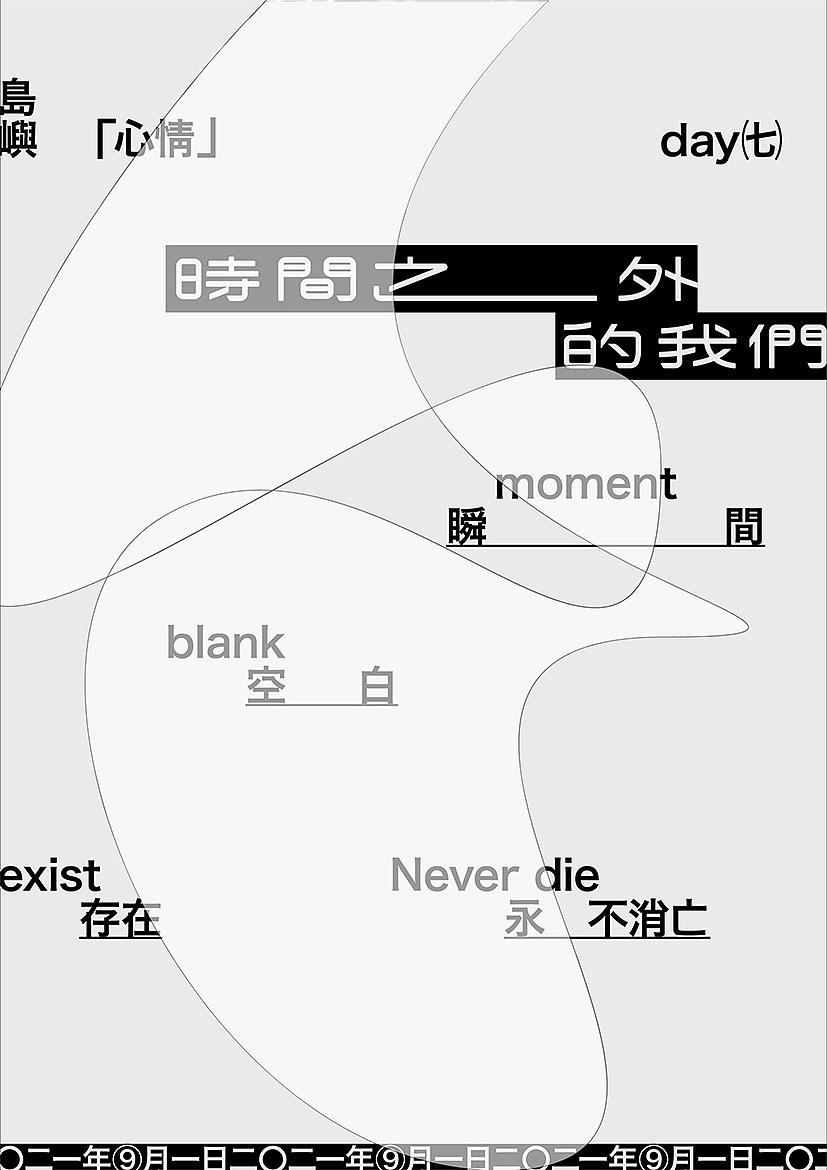 島嶼
「心情」
day㈦
時間之 外
的我們
moment
瞬 間
blank
空 白
exist
存在
Never die
永 不消亡
〇二一年⑨月一日二〇二一年⑨月一日二〇二一年⑨月一日二〇二